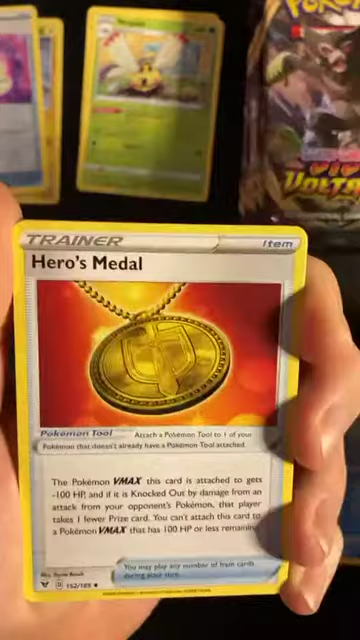 TRAINER
Item
Hero's Medal
Pokémon Tool
Attach a Pokémon Tool to 1 of your
Pokémon that doesn't already have a Pokémon Tool attached.
The Pokémon VMAX this card is attached to gets
-100 HP, and if it is Knocked Out by damage from an
attack from your opponent's Pokémon, that player
takes 1 fewer Prize card. You can't attach this card to
a Pokémon VMAX that has 100 HP or less remaining.
You may play any number of Item cards
during your turn.
152/185